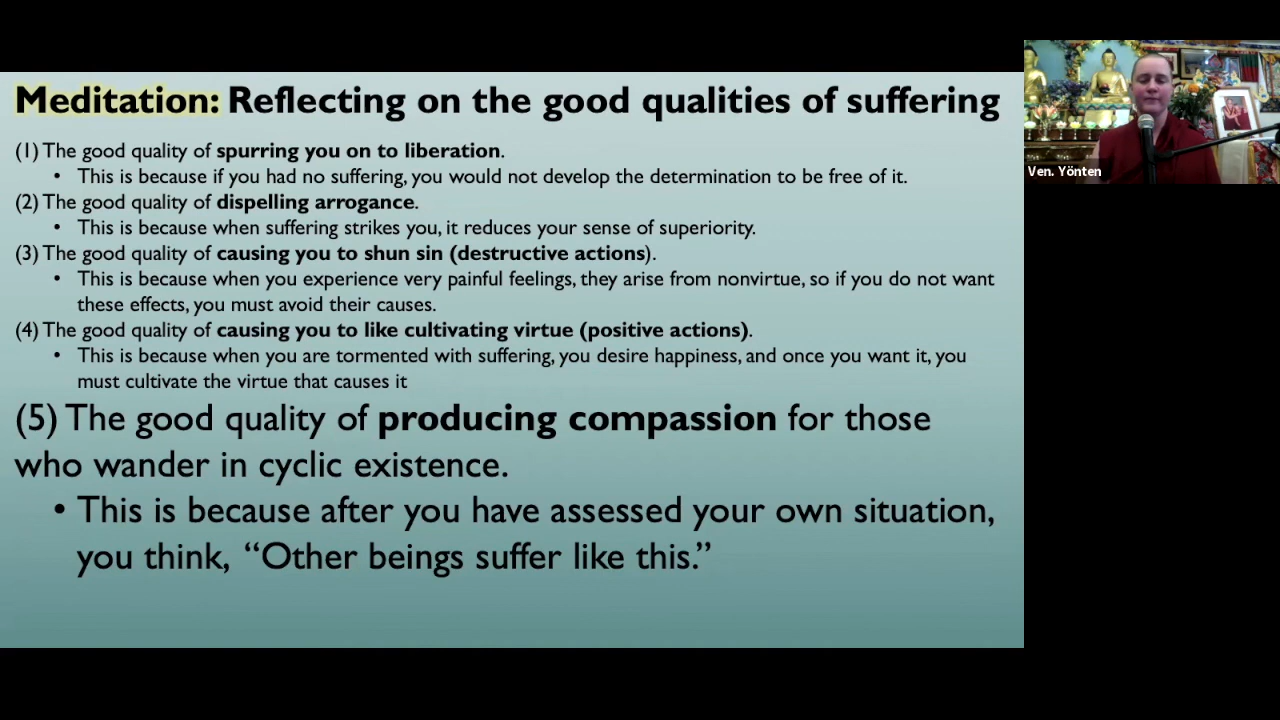 Meditation: Reflecting on the good qualities of suffering
(1) The good quality of spurring you on to liberation.
• This is because if you had no suffering, you would not develop the determination to be free of it.
(2) The good quality of dispelling arrogance.
• This is because when suffering strikes you, it reduces your sense of superiority.
(3) The good quality of causing you to shun sin (destructive actions).
• This is because when you experience very painful feelings, they arise from nonvirtue, so if you do not want
these effects, you must avoid their causes.
(4) The good quality of causing you to like cultivating virtue (positive actions).
• This is because when you are tormented with suffering, you desire happiness, and once you want it, you
must cultivate the virtue that causes it
(5) The good quality of producing compassion for those
who wander in cyclic existence.
• This is because after you have assessed your own situation,
you think, “Other beings suffer like this.”
Ven. Yönten